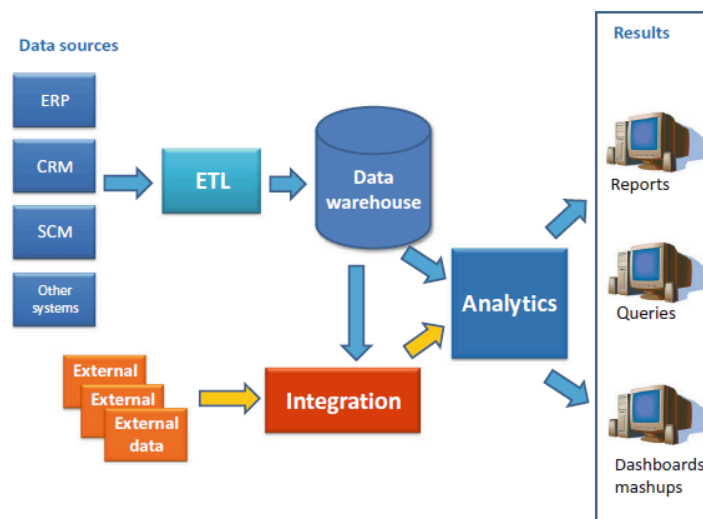 Data sources
Results
ERP
CRM
SCM
Other
systems
ETL
Data
warehouse
Analytics
Reports
Queries
Dashboards
mashups
External
External
External
data
Integration